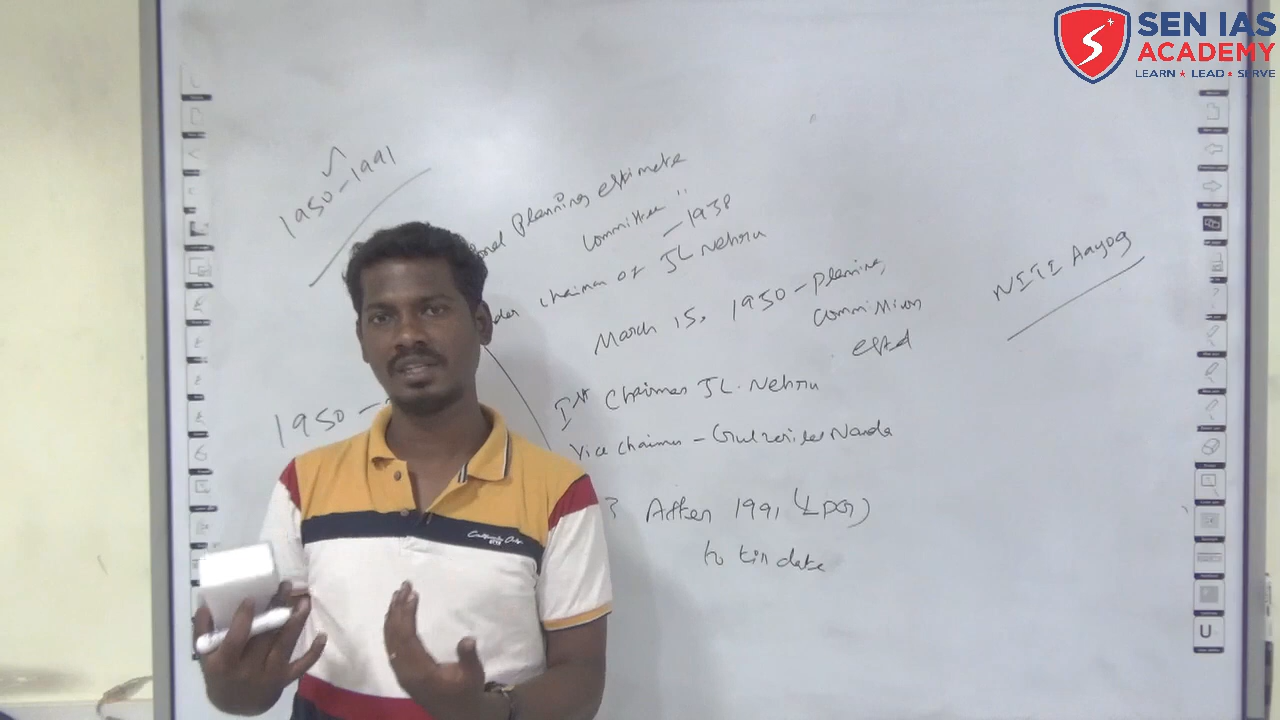 SEN IAS
ACADEMY
LEARN ★ LEAD ★ SERVE
1950-1991
Planning estimate
Committee "
-1938
chairman of JL Nehru
March 15, 1950 - Planning
Commission
estd
NITI Aayog
1950 -
Ist Chairman JL. Nehru
Vice chairman - Gulzarilal Nanda
3 After 1991 (LPG)
to till date
U